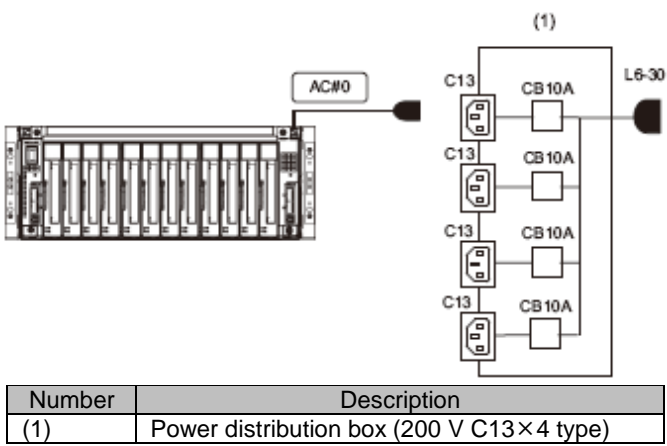 (1)
AC#0
C13
CB10A
L6-30
C13
CB10A
C13
CB10A
C13
CB10A
Number Description
(1) Power distribution box (200 V C13×4 type)